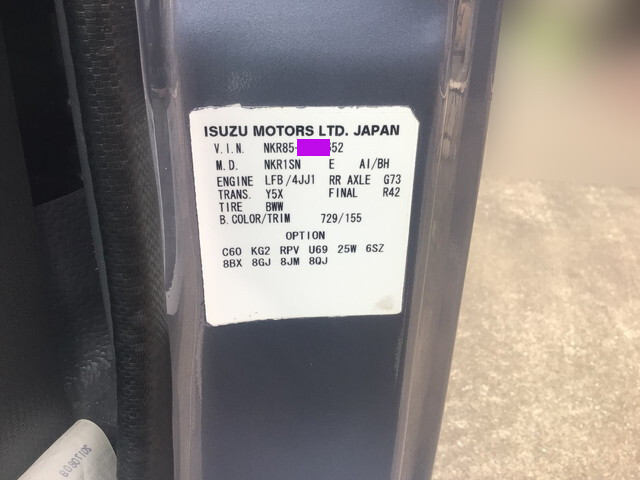 ISUZU MOTORS LTD. JAPAN
V.I.N. NKR85- 52
M.D. NKR1SN E AI/BH
ENGINE LFB/4JJ1 RR AXLE G73
TRANS. Y5X FINAL R42
TIRE BWW
B.COLOR/TRIM 729/155
OPTION
C60 KG2 RPV U69 25W 6SZ
8BX 8GJ 8JM 8QJ